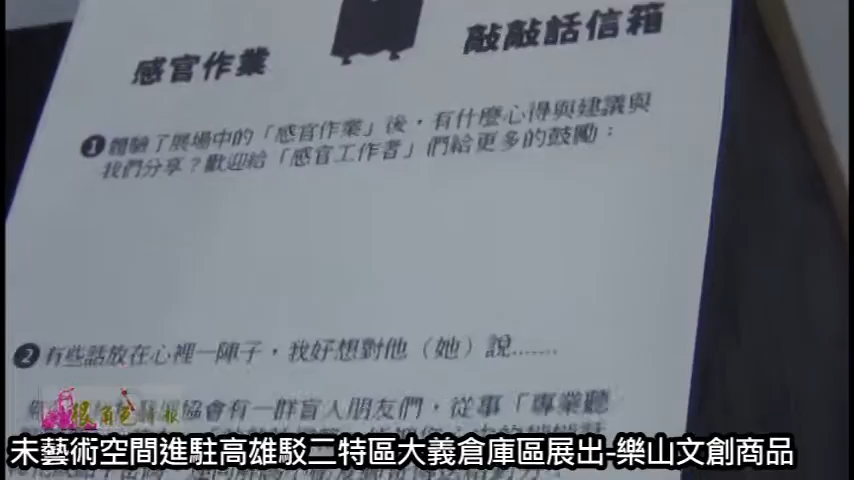 感官作業
敲敲話信箱
❶ 體驗了展場中的「感官作業」後，有什麼心得與建議與
我們分享？歡迎給「感官工作者」們給更多的鼓勵：
❷ 有些話放在心裡一陣子，我好想對他（她）說……
協會有一群盲人朋友們，從事「專業聽
未藝術空間進駐高雄駁二特區大義倉庫區展出-樂山文創商品